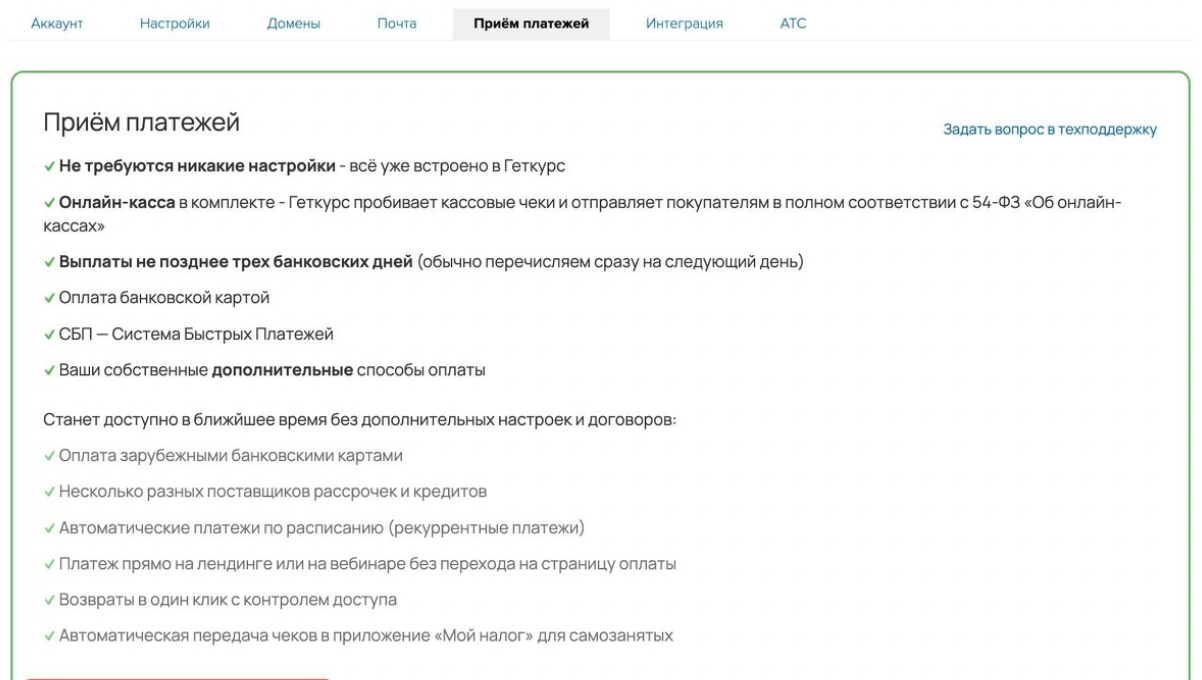 Аккаунт Настройки Домены Почта Приём платежей Интеграция АТС
Приём платежей
Задать вопрос в техподдержку
✓ Не требуются никакие настройки - всё уже встроено в Геткурс
✓ Онлайн-касса в комплекте - Геткурс пробивает кассовые чеки и отправляет покупателям в полном соответствии с 54-ФЗ «Об онлайн-
кассах»
✓ Выплаты не позднее трех банковских дней (обычно перечисляем сразу на следующий день)
✓ Оплата банковской картой
✓ СБП — Система Быстрых Платежей
✓ Ваши собственные дополнительные способы оплаты
Станет доступно в ближйшее время без дополнительных настроек и договоров:
✓ Оплата зарубежными банковскими картами
✓ Несколько разных поставщиков рассрочек и кредитов
✓ Автоматические платежи по расписанию (рекуррентные платежи)
✓ Платеж прямо на лендинге или на вебинаре без перехода на страницу оплаты
✓ Возвраты в один клик с контролем доступа
✓ Автоматическая передача чеков в приложение «Мой налог» для самозанятых